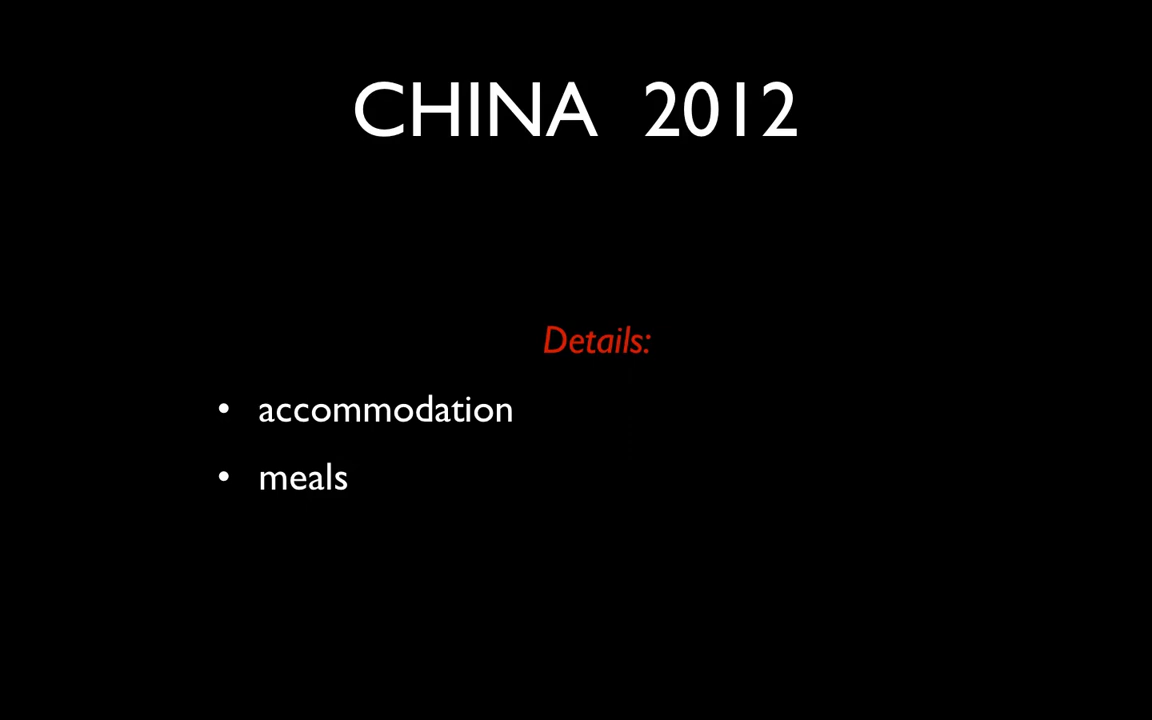 CHINA 2012
Details:
• accommodation
• meals